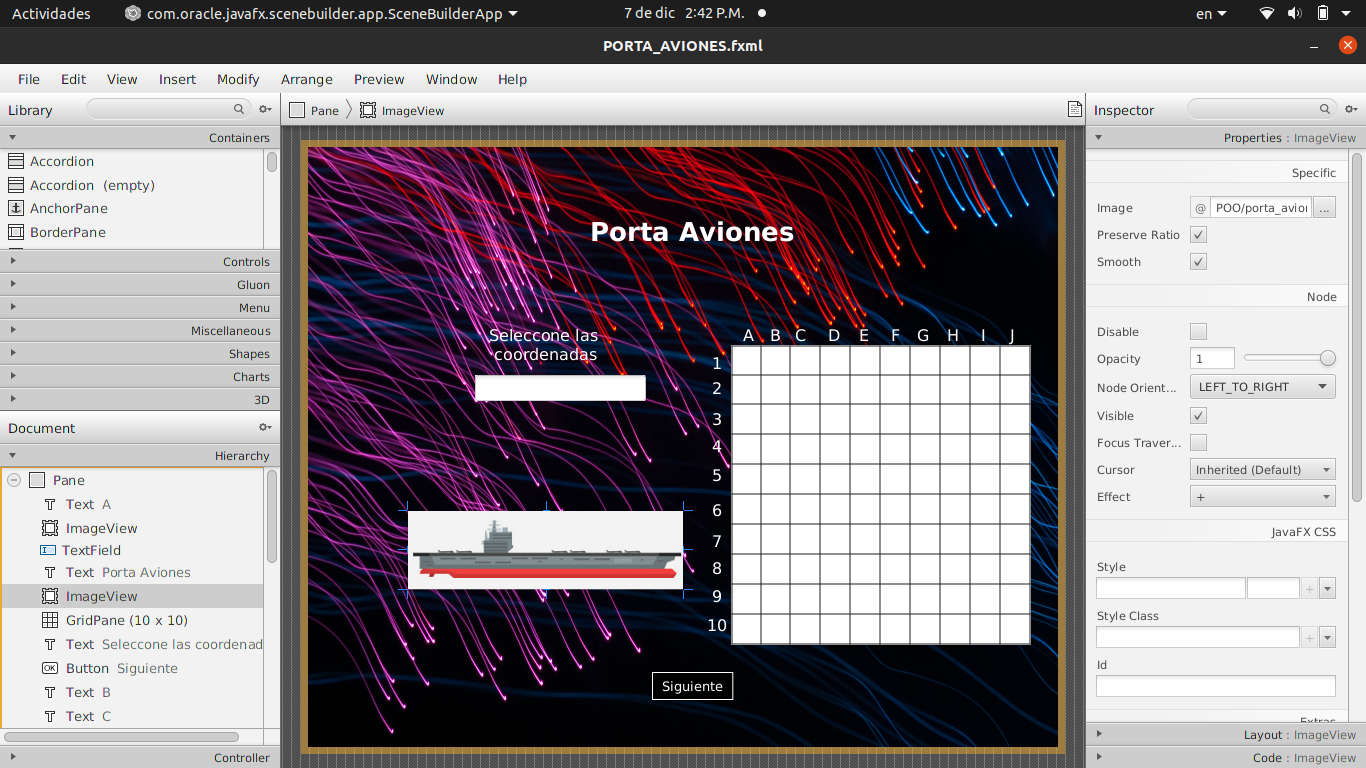 Actividades
com.oracle.javafx.scenebuilder.app.SceneBuilderApp
7 de dic 2:42 P.M.
en
PORTA_AVIONES.fxml
File Edit View Insert Modify Arrange Preview Window Help
Library
Containers
Accordion
Accordion (empty)
AnchorPane
BorderPane
Controls
Gluon
Menu
Miscellaneous
Shapes
Charts
3D
Document
Hierarchy
Pane
Text A
ImageView
TextField
Text Porta Aviones
ImageView
GridPane (10 x 10)
Text Seleccone las coordenad
OK Button Siguiente
Text B
Text C
Controller
Pane ImageView
Porta Aviones
Seleccone las
coordenadas
A B C D E F G H I J
1
2
3
4
5
6
7
8
9
10
Siguiente
Inspector
Properties : ImageView
Specific
Image @ POO/porta_avio ...
Preserve Ratio
Smooth
Node
Disable
Opacity 1
Node Orient... LEFT_TO_RIGHT
Visible
Focus Traver...
Cursor Inherited (Default)
Effect +
JavaFX CSS
Style
+
Style Class
+
Id
Extras
Layout : ImageView
Code : ImageView